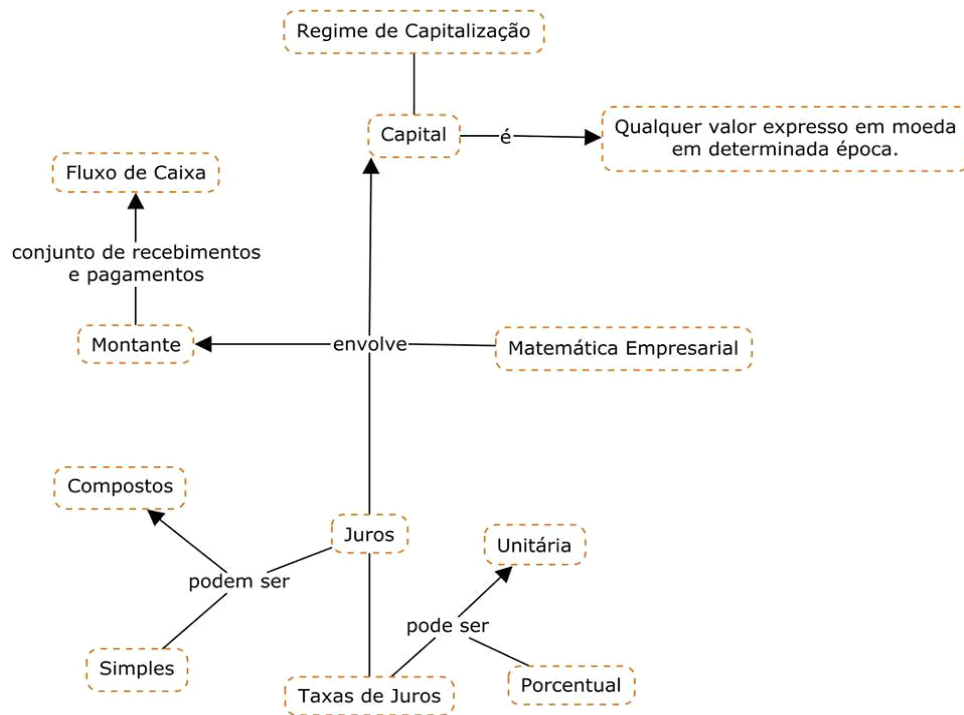 Regime de Capitalização
Capital
é
Qualquer valor expresso em moeda
em determinada época.
Fluxo de Caixa
conjunto de recebimentos
e pagamentos
Montante
envolve
Matemática Empresarial
Compostos
Juros
Unitária
podem ser
pode ser
Simples
Taxas de Juros
Porcentual